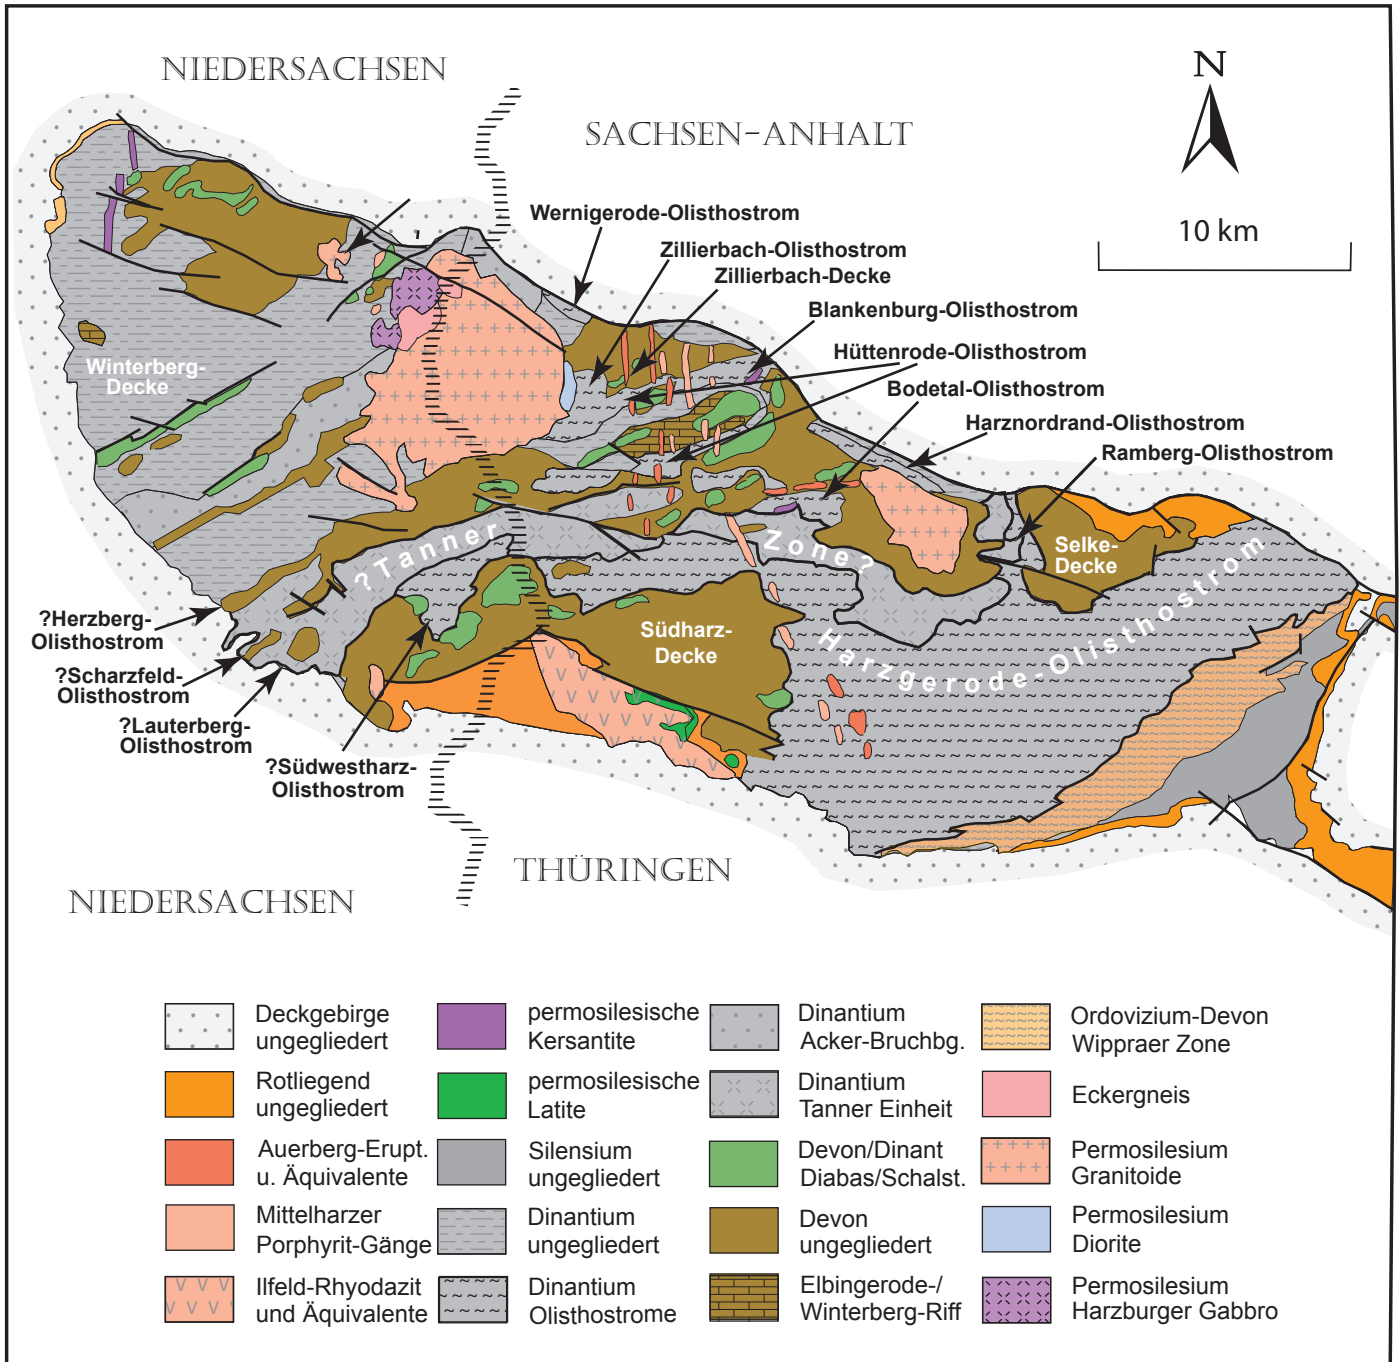 NIEDERSACHSEN
SACHSEN-ANHALT
N
10 km
Wernigerode-Olisthostrom
Zillierbach-Olisthostrom
Zillierbach-Decke
Blankenburg-Olisthostrom
Hüttenrode-Olisthostrom
Bodetal-Olisthostrom
Harznordrand-Olisthostrom
Ramberg-Olisthostrom
Winterberg-
Decke
?Tanner
Zone?
Selke-
Decke
Südharz-
Decke
Harzgerode-Olisthostrom
?Herzberg-
Olisthostrom
?Scharzfeld-
Olisthostrom
?Lauterberg-
Olisthostrom
?Südwestharz-
Olisthostrom
THÜRINGEN
NIEDERSACHSEN
Deckgebirge
ungegliedert
Rotliegend
ungegliedert
Auerberg-Erupt.
u. Äquivalente
Mittelharzer
Porphyrit-Gänge
Ilfeld-Rhyodazit
und Äquivalente
permosilesische
Kersantite
permosilesische
Latite
Silensium
ungegliedert
Dinantium
ungegliedert
Dinantium
Olisthostrome
Dinantium
Acker-Bruchbg.
Dinantium
Tanner Einheit
Devon/Dinant
Diabas/Schalst.
Devon
ungegliedert
Elbingerode-/
Winterberg-Riff
Ordovizium-Devon
Wippraer Zone
Eckergneis
Permosilesium
Granitoide
Permosilesium
Diorite
Permosilesium
Harzburger Gabbro